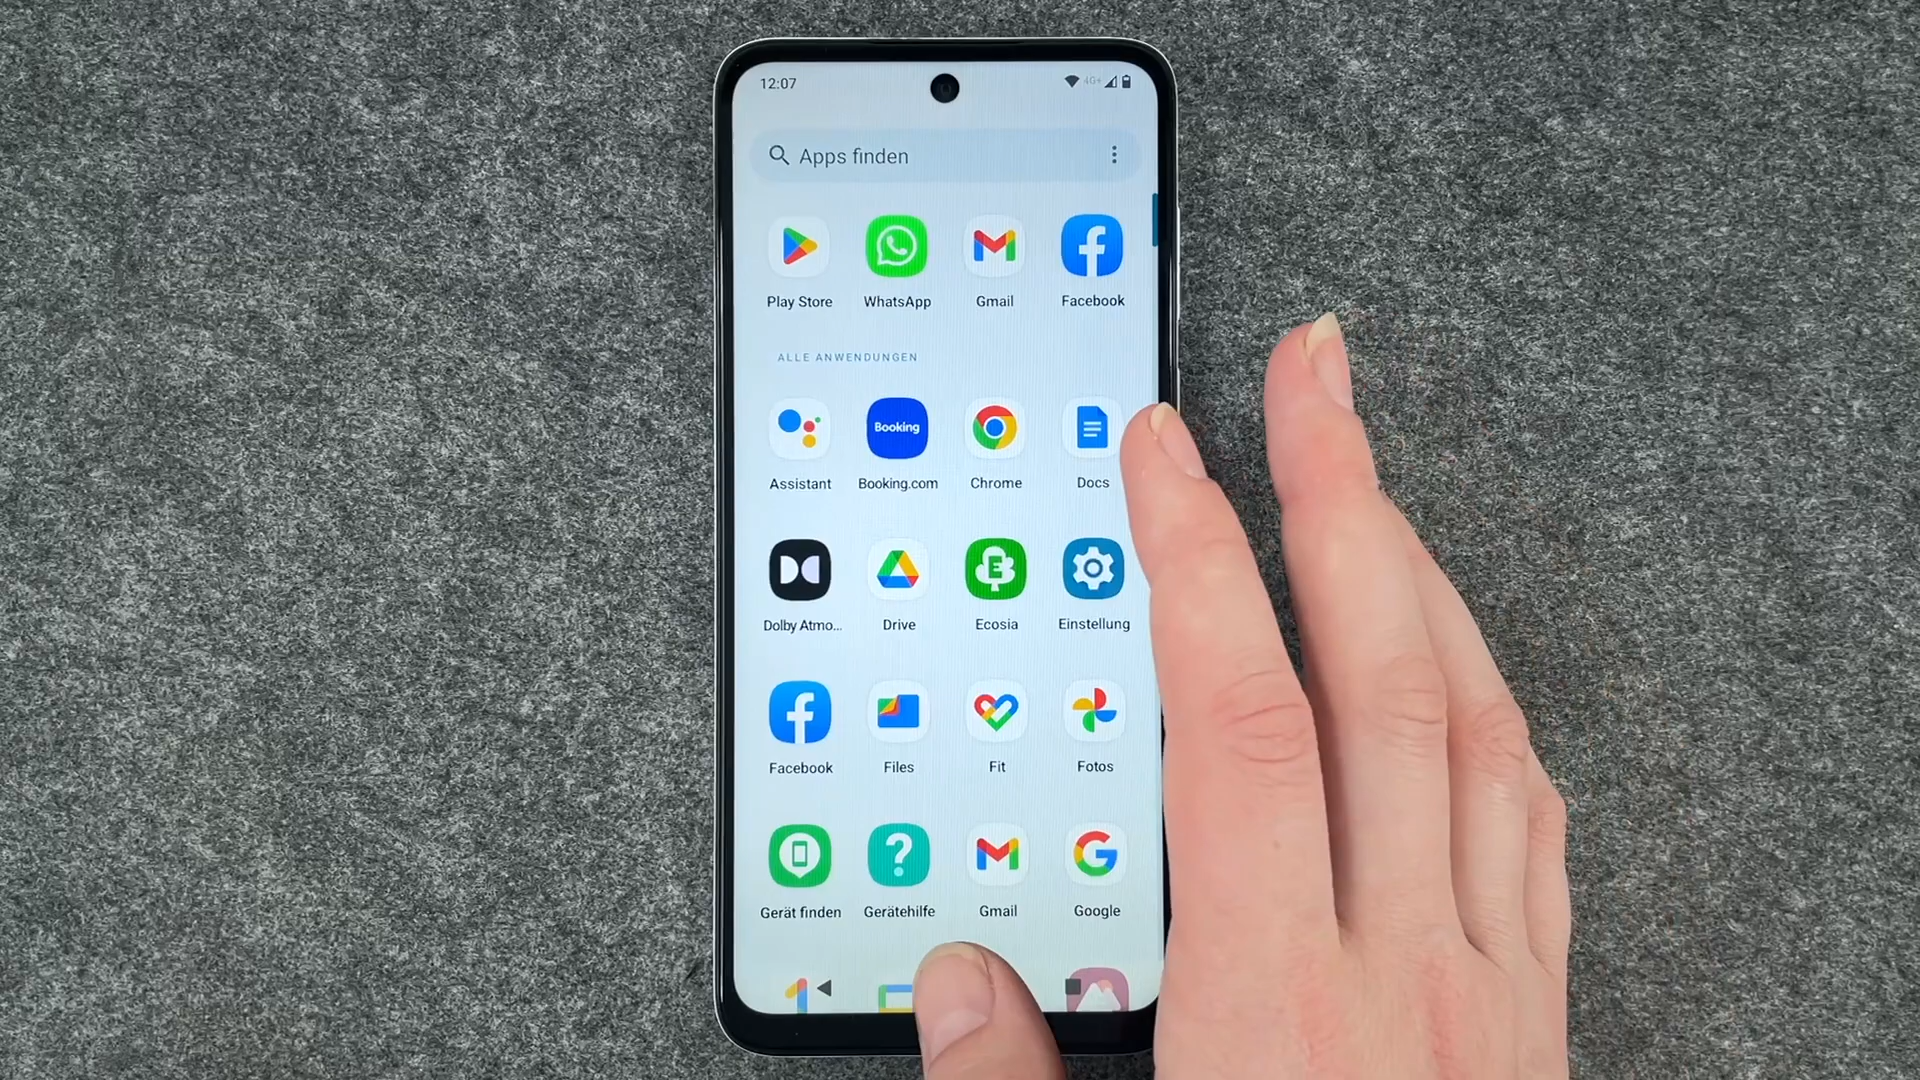 12:07
4G+
Apps finden
Play Store
WhatsApp
Gmail
Facebook
ALLE ANWENDUNGEN
Booking
Assistant
Booking.com
Chrome
Docs
E
Dolby Atmo...
Drive
Ecosia
Einstellung
Facebook
Files
Fit
Fotos
?
G
Gerät finden
Gerätehilfe
Gmail
Google